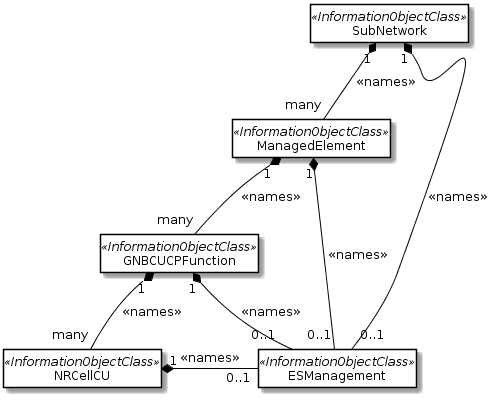 «InformationObjectClass»
SubNetwork
1
1
«names»
many
«InformationObjectClass»
ManagedElement
1
1
«names»
«names»
many
«InformationObjectClass»
GNBCUCPFunction
«names»
1
1
«names»
«names»
many
0..1
0..1
0..1
«InformationObjectClass»
NRCellCU
1
«names»
0..1
«InformationObjectClass»
ESManagement